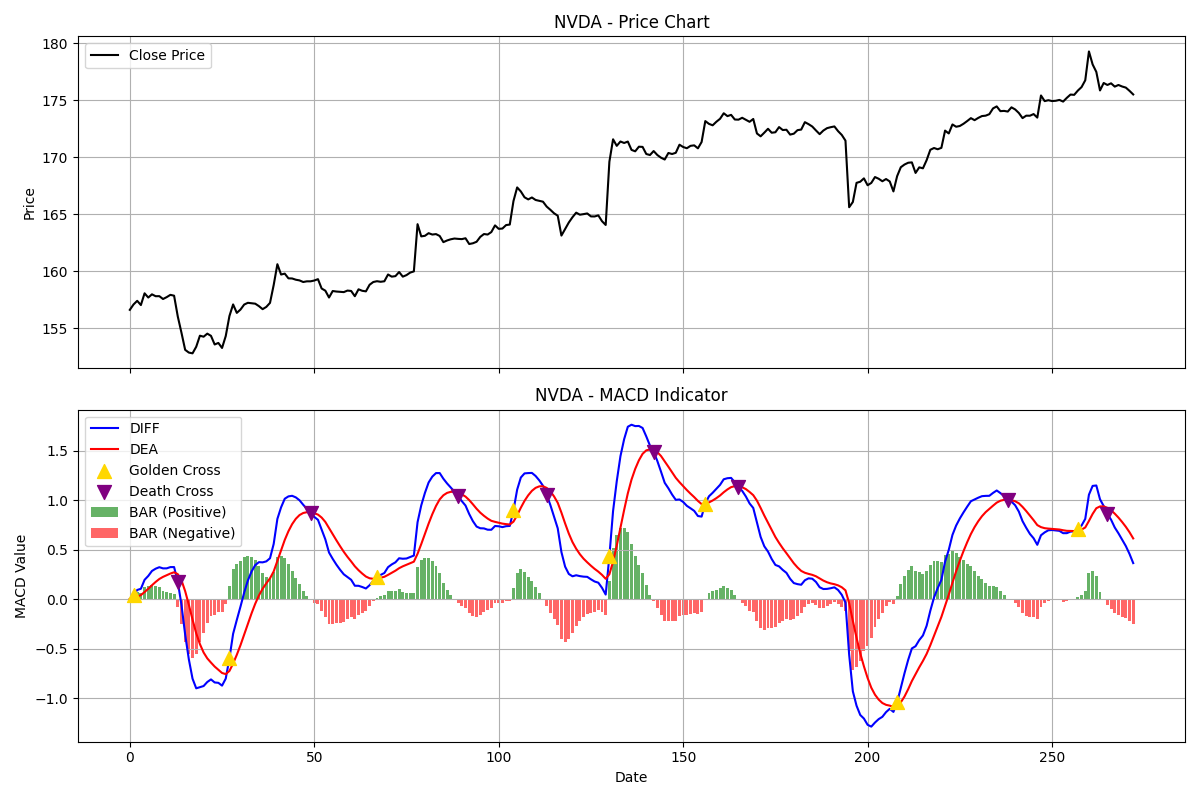 NVDA - Price Chart
Close Price
180
175
170
165
160
155
Price
NVDA - MACD Indicator
DIFF
DEA
Golden Cross
Death Cross
BAR (Positive)
BAR (Negative)
1.5
1.0
0.5
0.0
−0.5
−1.0
MACD Value
0 50 100 150 200 250
Date